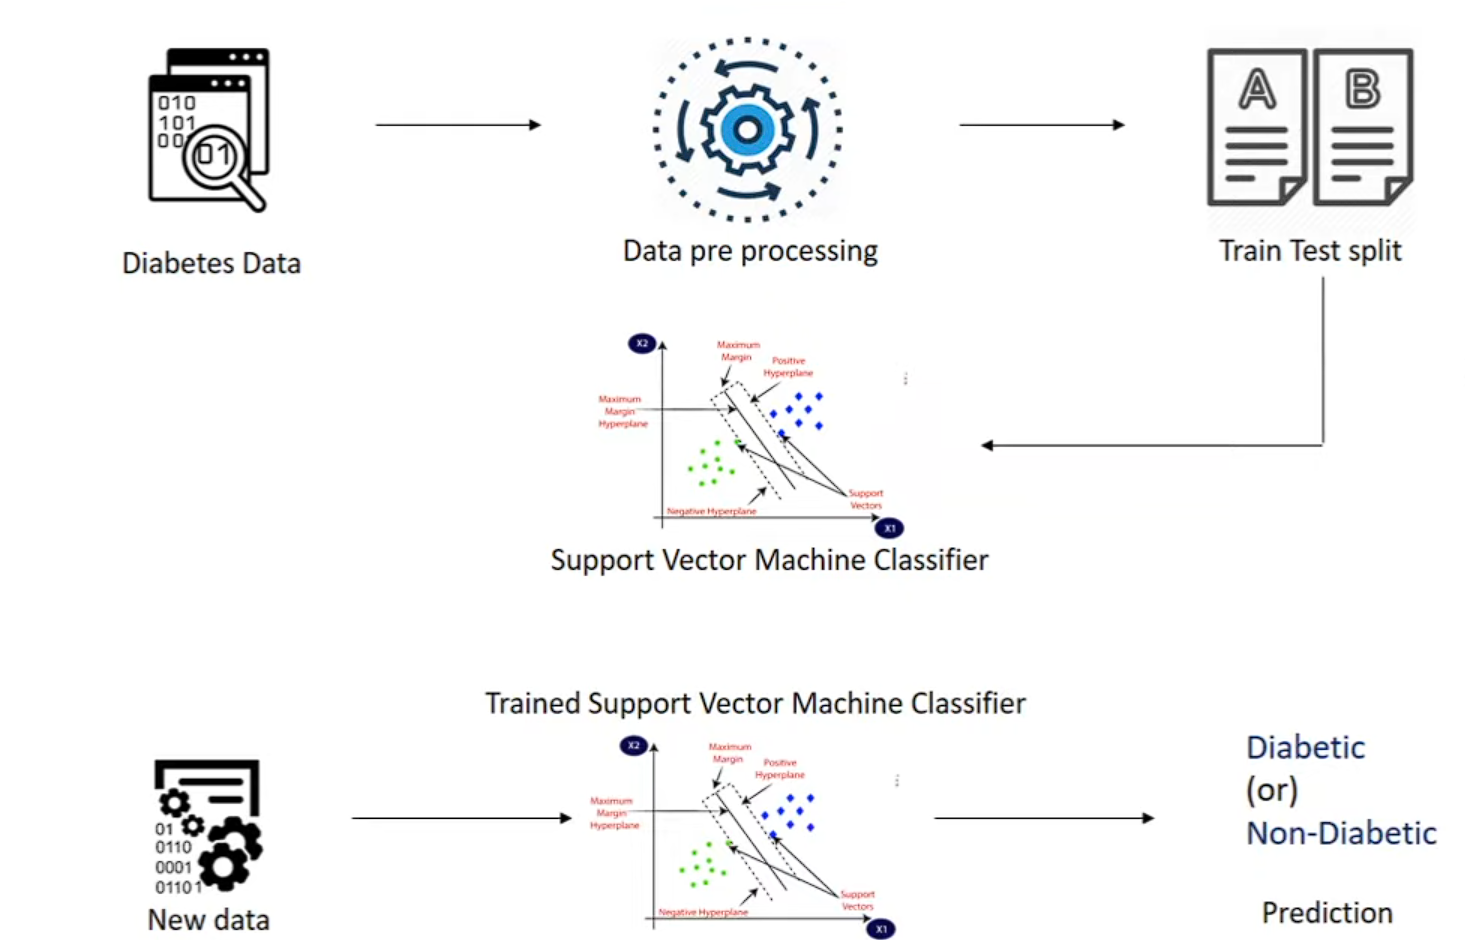 010
101
00
01
Diabetes Data
Data pre processing
A
B
Train Test split
X2
Maximum
Margin
Positive
Hyperplane
Maximum
Margin
Hyperplane
Support
Vectors
Negative Hyperplane
X1
Support Vector Machine Classifier
Trained Support Vector Machine Classifier
X2
Maximum
Margin
Positive
Hyperplane
Maximum
Margin
Hyperplane
Support
Vectors
Negative Hyperplane
X1
01
0110
0001
01101
New data
Diabetic
(or)
Non-Diabetic
Prediction